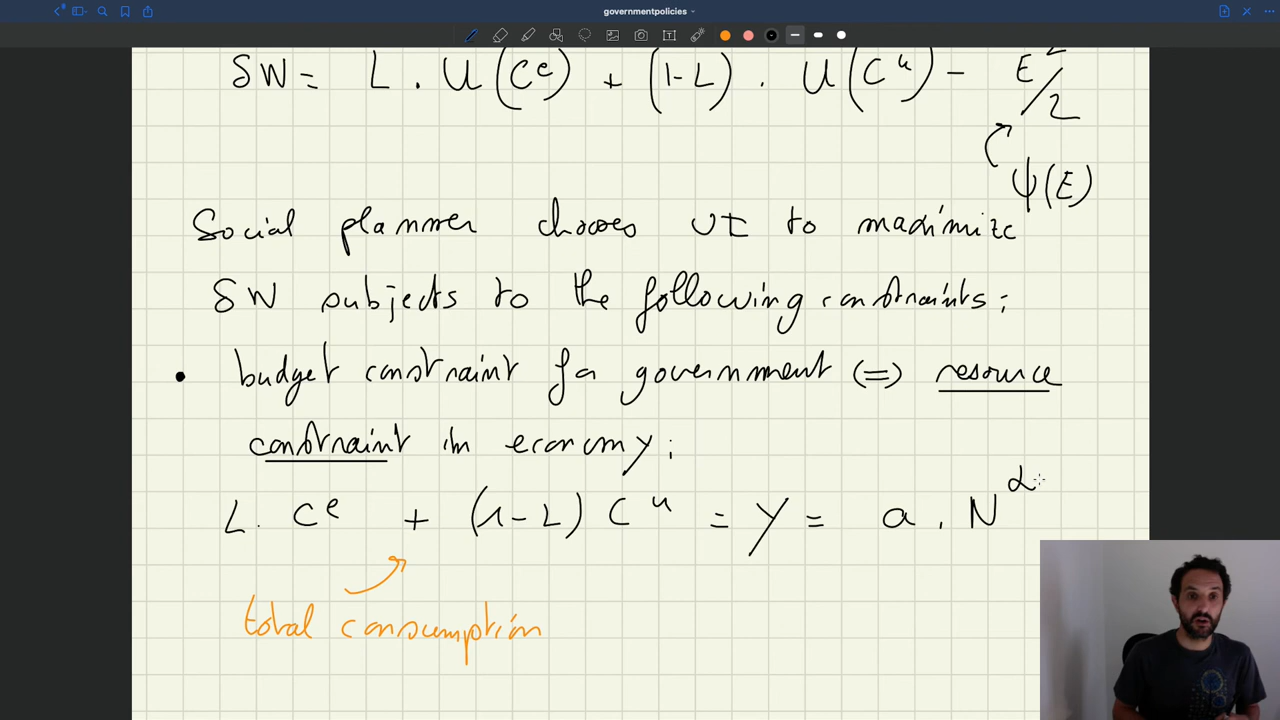 governmentpolicies
SW = L . U(C^e) + (1-L) . U(C^u) - E^2/2
ψ(E)
Social planner chooses UI to maximize
SW subjects to the following constraints:
• budget constraint for government (=) resource
constraint in economy:
L. C^e + (1-L) C^u = Y = a . N^α
total consumption